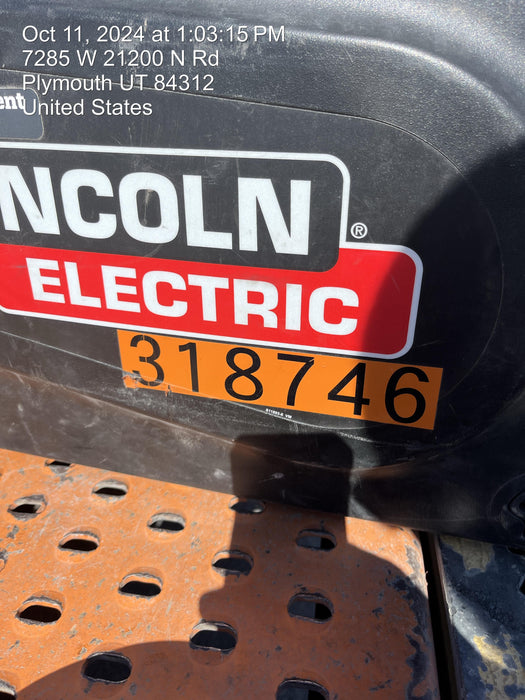 Oct 11, 2024 at 1:03:15 PM
7285 W 21200 N Rd
Plymouth UT 84312
United States
ent
NCOLN ®
ELECTRIC
318746